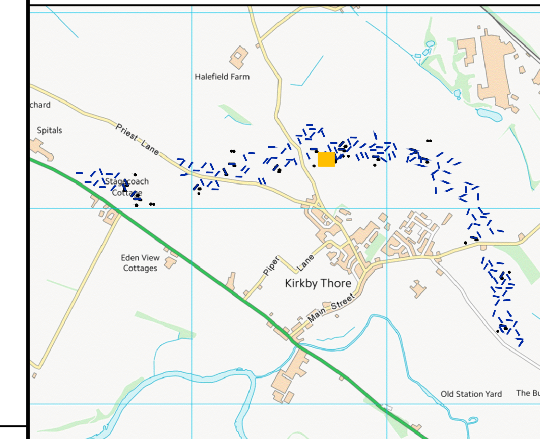 Halefield Farm
chard
Priest Lane
Spitals
Stagecoach
Cottage
Eden View
Cottages
Piper Lane
Kirkby Thore
Main Street
Old Station Yard
The Bu